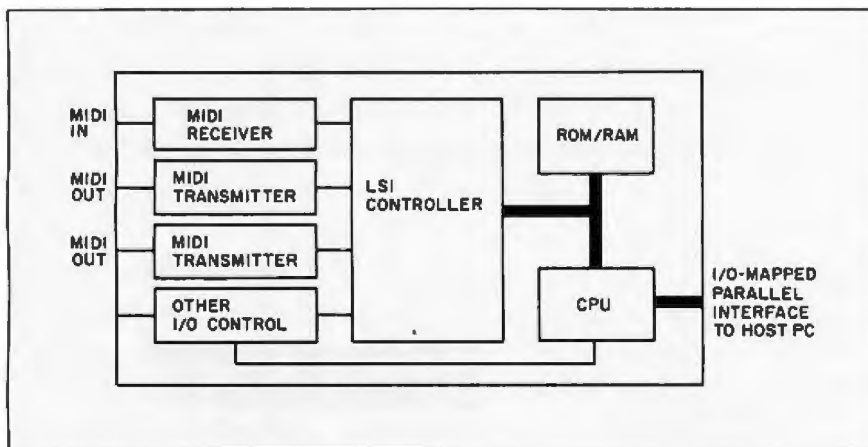 MIDI
IN
MIDI
RECEIVER
MIDI
OUT
MIDI
TRANSMITTER
MIDI
OUT
MIDI
TRANSMITTER
OTHER
I/O CONTROL
LSI
CONTROLLER
ROM/RAM
CPU
I/O-MAPPED
PARALLEL
INTERFACE
TO HOST PC